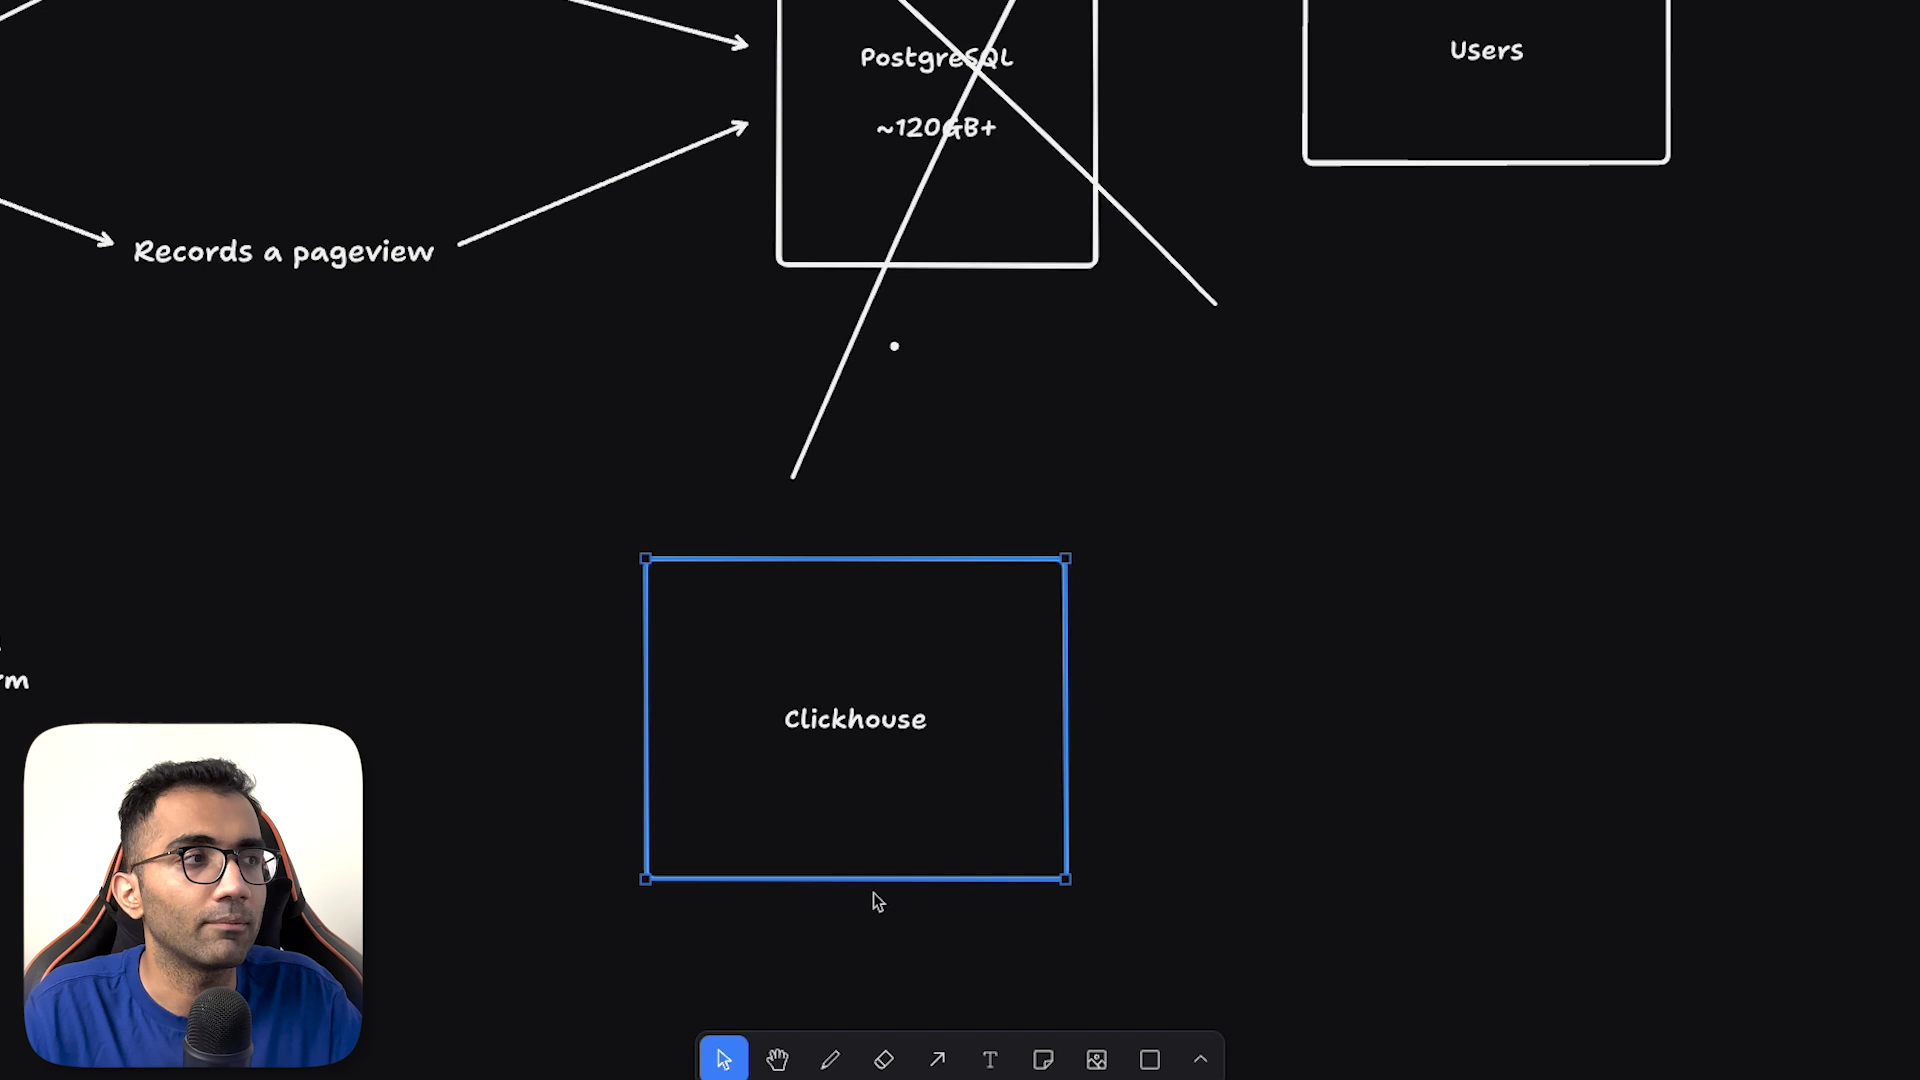 PostgreSQL
Users
~120GB+
Records a pageview
rm
Clickhouse